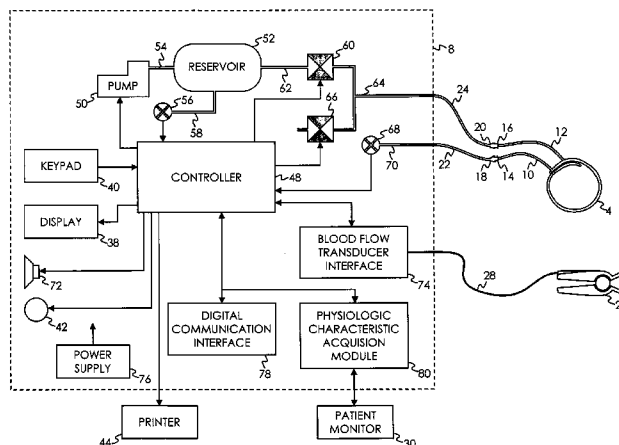 52
54
RESERVOIR
60
8
PUMP
50
56
58
62
64
24
66
68
20
16
12
KEYPAD
40
CONTROLLER
48
70
22
18
14
10
4
DISPLAY
38
72
BLOOD FLOW
TRANSDUCER
INTERFACE
74
28
42
DIGITAL
COMMUNICATION
INTERFACE
78
PHYSIOLOGIC
CHARACTERISTIC
ACQUISION
MODULE
80
POWER
SUPPLY
76
PRINTER
44
PATIENT
MONITOR
30